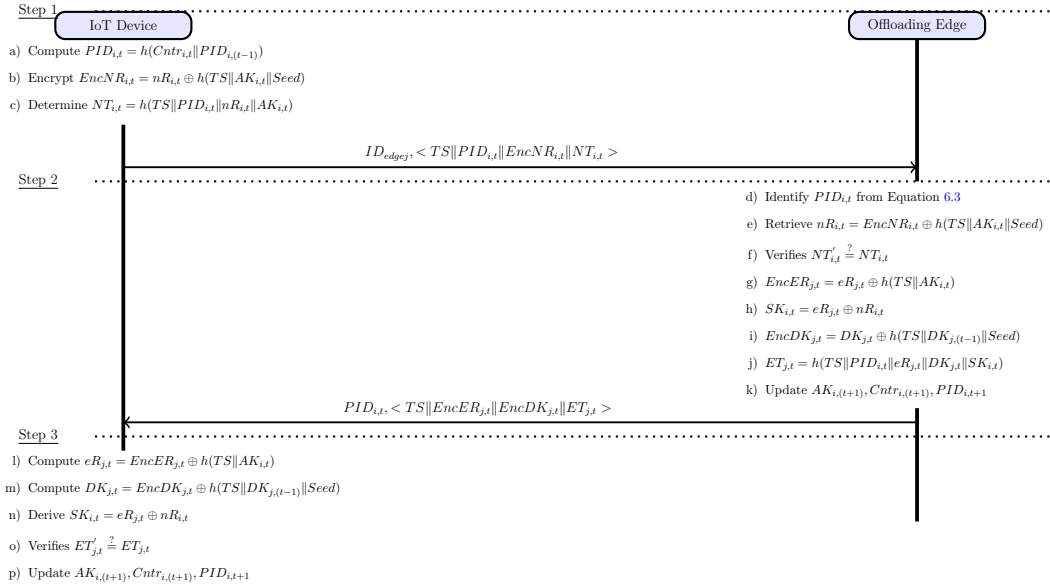 Step 1
IoT Device
Offloading Edge
a) Compute PID_{i,t} = h(Cntr_{i,t}||PID_{i,(t−1)})
b) Encrypt EncNR_{i,t} = nR_{i,t} ⊕ h(TS||AK_{i,t}||Seed)
c) Determine NT_{i,t} = h(TS||PID_{i,t}||nR_{i,t}||AK_{i,t})
ID_{edgej}, < TS||PID_{i,t}||EncNR_{i,t}||NT_{i,t} >
Step 2
d) Identify PID_{i,t} from Equation 6.3
e) Retrieve nR_{i,t} = EncNR_{i,t} ⊕ h(TS||AK_{i,t}||Seed)
f) Verifies NT'_{i,t} ≟ NT_{i,t}
g) EncER_{j,t} = eR_{j,t} ⊕ h(TS||AK_{i,t})
h) SK_{i,t} = eR_{j,t} ⊕ nR_{i,t}
i) EncDK_{j,t} = DK_{j,t} ⊕ h(TS||DK_{j,(t−1)}||Seed)
j) ET_{j,t} = h(TS||PID_{i,t}||eR_{j,t}||DK_{j,t}||SK_{i,t})
k) Update AK_{i,(t+1)}, Cntr_{i,(t+1)}, PID_{i,t+1}
PID_{i,t}, < TS||EncER_{j,t}||EncDK_{j,t}||ET_{j,t} >
Step 3
l) Compute eR_{j,t} = EncER_{j,t} ⊕ h(TS||AK_{i,t})
m) Compute DK_{j,t} = EncDK_{j,t} ⊕ h(TS||DK_{j,(t−1)}||Seed)
n) Derive SK_{i,t} = eR_{j,t} ⊕ nR_{i,t}
o) Verifies ET'_{j,t} ≟ ET_{j,t}
p) Update AK_{i,(t+1)}, Cntr_{i,(t+1)}, PID_{i,t+1}